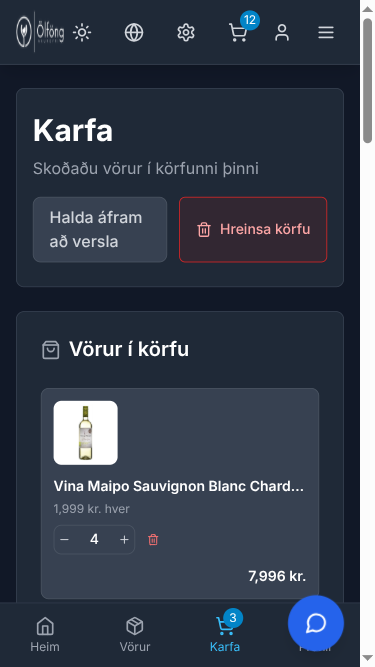 Ölföng
12
Karfa
Skoðaðu vörur í körfunni þinni
Halda áfram
að versla
Hreinsa körfu
Vörur í körfu
Vina Maipo Sauvignon Blanc Chard...
1,999 kr. hver
4
7,996 kr.
3
Heim
Vörur
Karfa